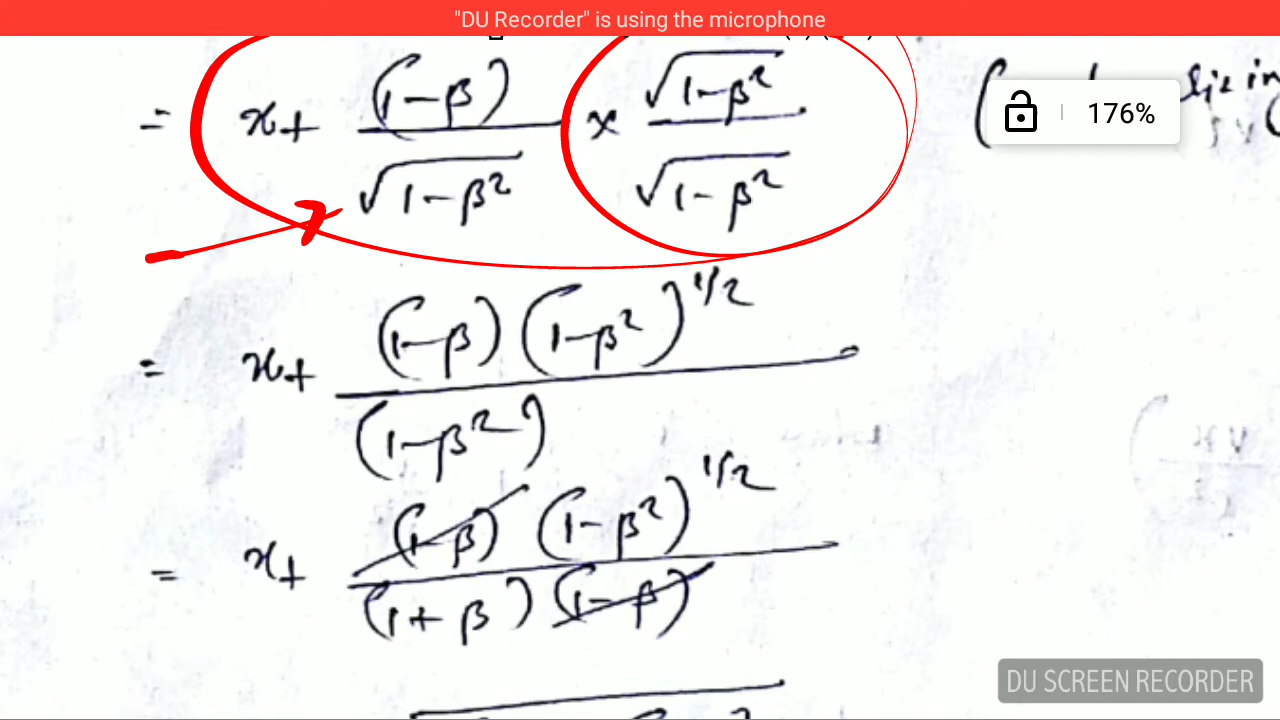 "DU Recorder" is using the microphone
= x+ (1-β) / √1-β² × √1-β² / √1-β² (
176%
= x+ (1-β) (1-β²)^1/2 / (1-β²)
= x+ (1-β) (1-β²)^1/2 / (1+β) (1-β)
DU SCREEN RECORDER